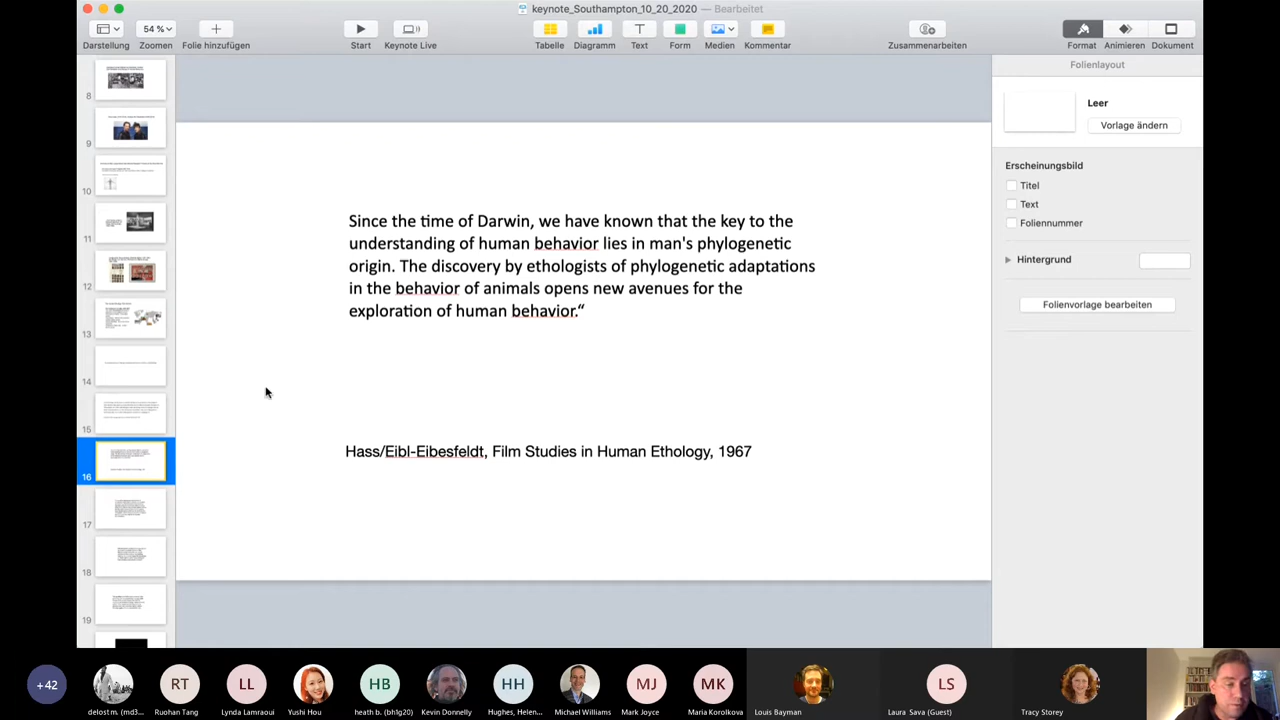 keynote_Southampton_10_20_2020 — Bearbeitet
54 %
Darstellung Zoomen Folie hinzufügen Start Keynote Live Tabelle Diagramm Text Form Medien Kommentar Zusammenarbeiten Format Animieren Dokument
Folienlayout
Leer
Vorlage ändern
Erscheinungsbild
Titel
Text
Foliennummer
Hintergrund
Folienvorlage bearbeiten
8
9
10
11
12
13
14
15
16
17
18
19
Since the time of Darwin, we have known that the key to the
understanding of human behavior lies in man's phylogenetic
origin. The discovery by ethologists of phylogenetic adaptations
in the behavior of animals opens new avenues for the
exploration of human behavior.“
Hass/Eibl-Eibesfeldt, Film Studies in Human Ethology, 1967
+42 RT LL HB HH MJ MK LS
delost m. (md3... Ruohan Tang Lynda Lamraoui Yushi Hou heath b. (bh1g20) Kevin Donnelly Hughes, Helen... Michael Williams Mark Joyce Maria Korolkova Louis Bayman Laura Sava (Guest) Tracy Storey